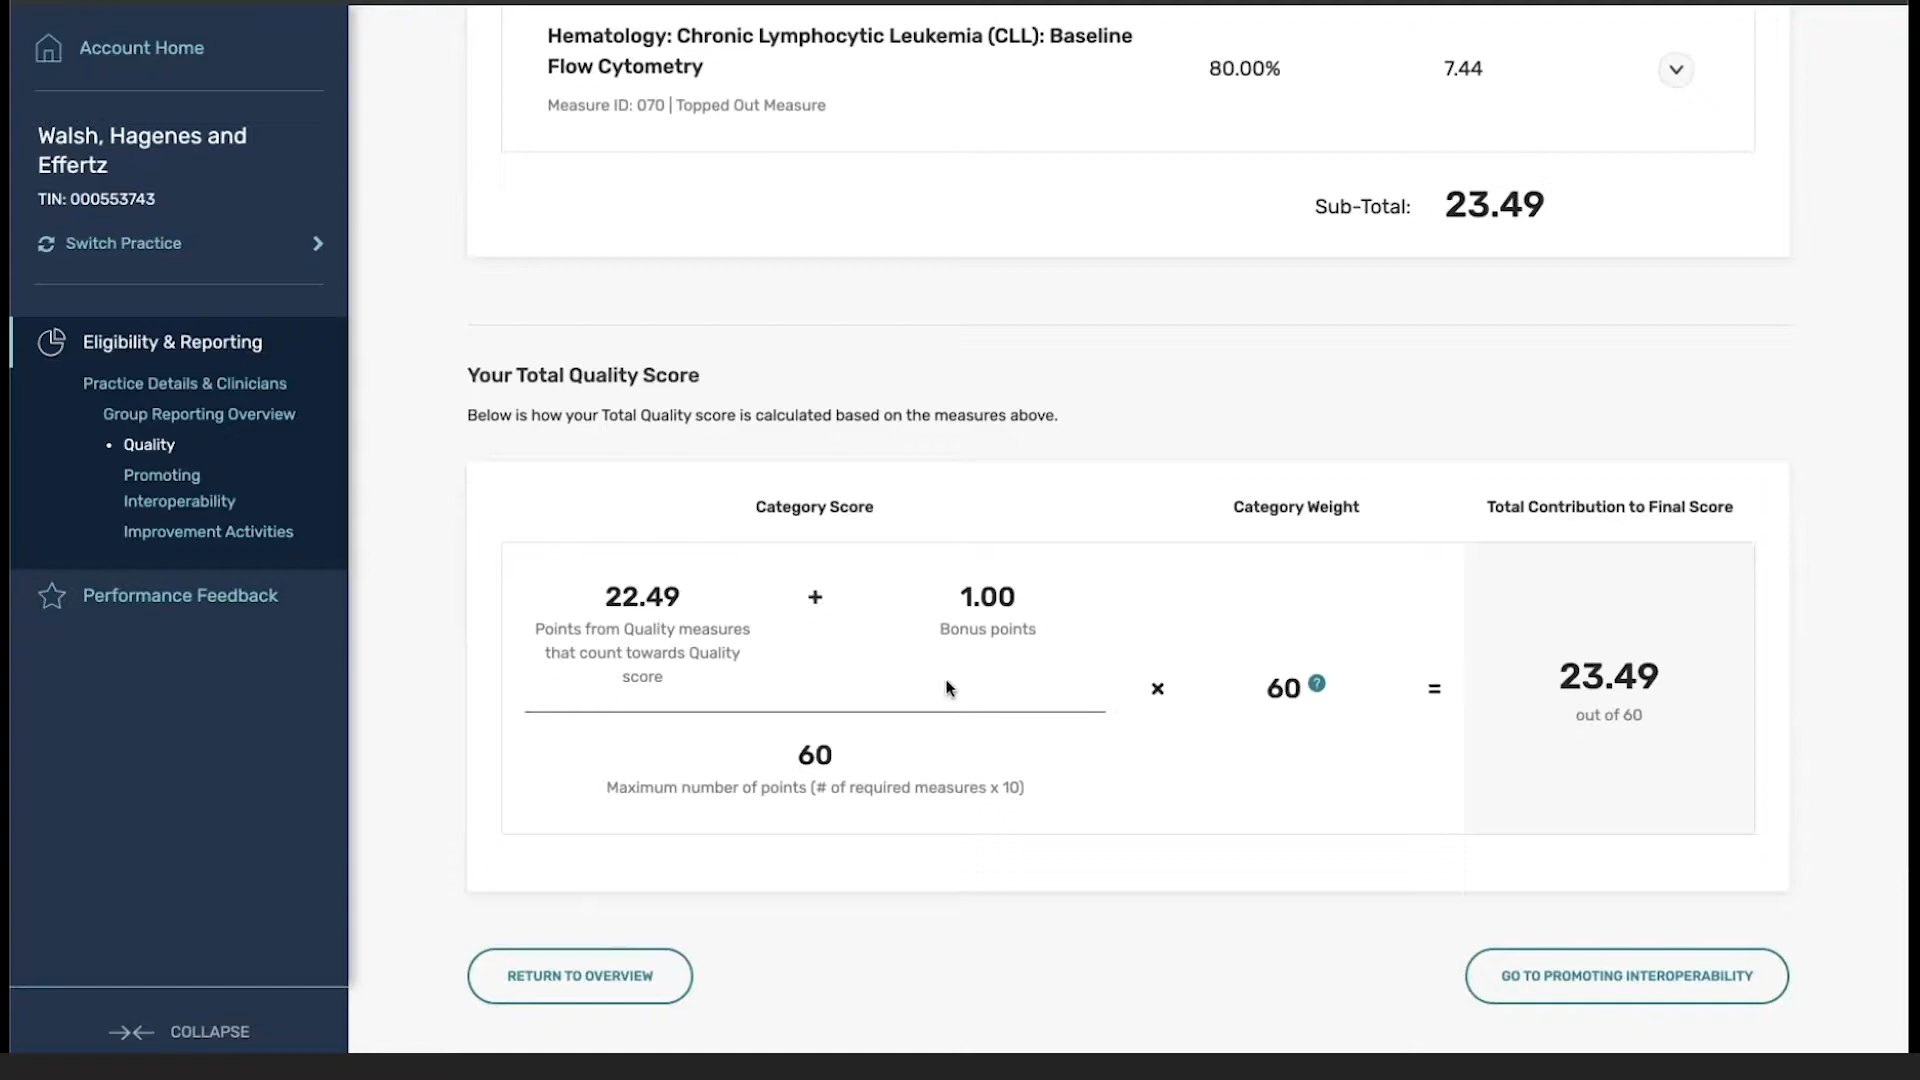 Account Home
Walsh, Hagenes and
Effertz
TIN: 000553743
Switch Practice
Eligibility & Reporting
Practice Details & Clinicians
Group Reporting Overview
• Quality
Promoting
Interoperability
Improvement Activities
Performance Feedback
COLLAPSE
Hematology: Chronic Lymphocytic Leukemia (CLL): Baseline
Flow Cytometry
80.00%
7.44
Measure ID: 070 | Topped Out Measure
Sub-Total: 23.49
Your Total Quality Score
Below is how your Total Quality score is calculated based on the measures above.
Category Score
Category Weight
Total Contribution to Final Score
22.49 + 1.00
Points from Quality measures
that count towards Quality
score
Bonus points
60
Maximum number of points (# of required measures x 10)
× 60 ? =
23.49
out of 60
RETURN TO OVERVIEW
GO TO PROMOTING INTEROPERABILITY